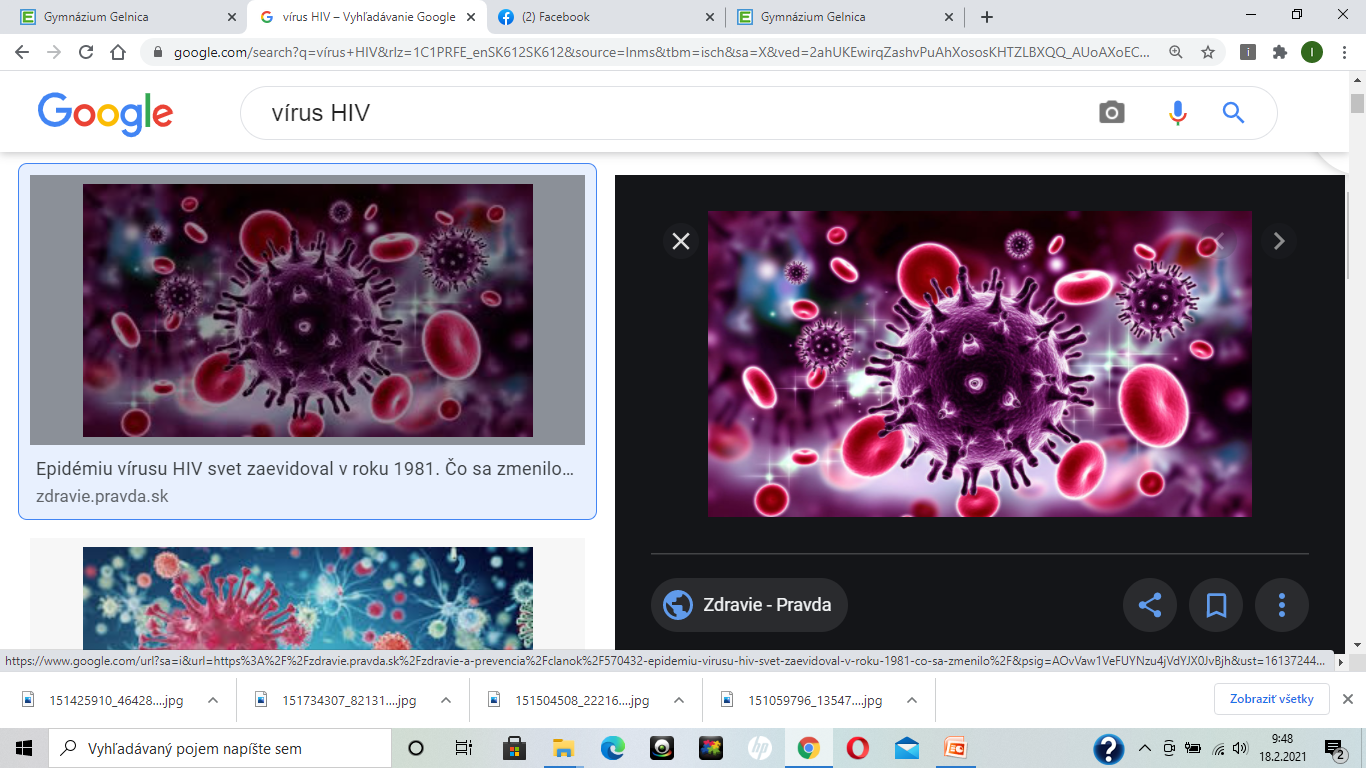 Gymnázium Gelnica
vírus HIV – Vyhľadávanie Google
(2) Facebook
Gymnázium Gelnica
google.com/search?q=vírus+HIV&rlz=1C1PRFE_enSK612SK612&source=lnms&tbm=isch&sa=X&ved=2ahUKEwirqZashvPuAhXososKHTZLBXQQ_AUoAXoEC...
I
Google
vírus HIV
Epidémiu vírusu HIV svet zaevidoval v roku 1981. Čo sa zmenilo...
zdravie.pravda.sk
Zdravie - Pravda
https://www.google.com/url?sa=i&url=https%3A%2F%2Fzdravie.pravda.sk%2Fzdravie-a-prevencia%2Fclanok%2F570432-epidemiu-virusu-hiv-svet-zaevidoval-v-roku-1981-co-sa-zmenilo%2F&psig=AOvVaw1VeFUYNzu4jVdYJX0JvBjh&ust=16137244...
151425910_46428....jpg
151734307_82131....jpg
151504508_22216....jpg
151059796_13547....jpg
Zobraziť všetky
Vyhľadávaný pojem napíšte sem
hp
9:48
18.2.2021
2